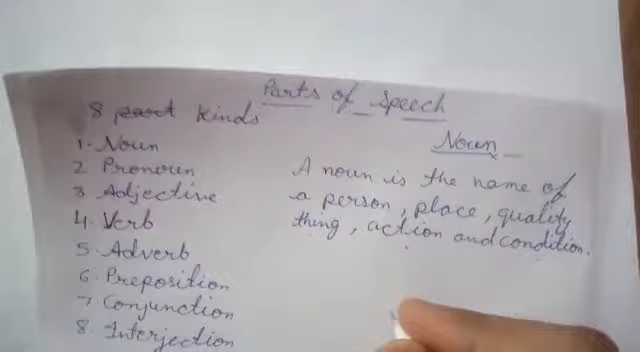 Parts of Speech
8 part kinds
1. Noun
2 Pronoun
3 Adjective
4. Verb
5. Adverb
6. Preposition
7. Conjunction
8. Interjection
Noun
A noun is the name of
a person, place, quality
thing, action and condition.